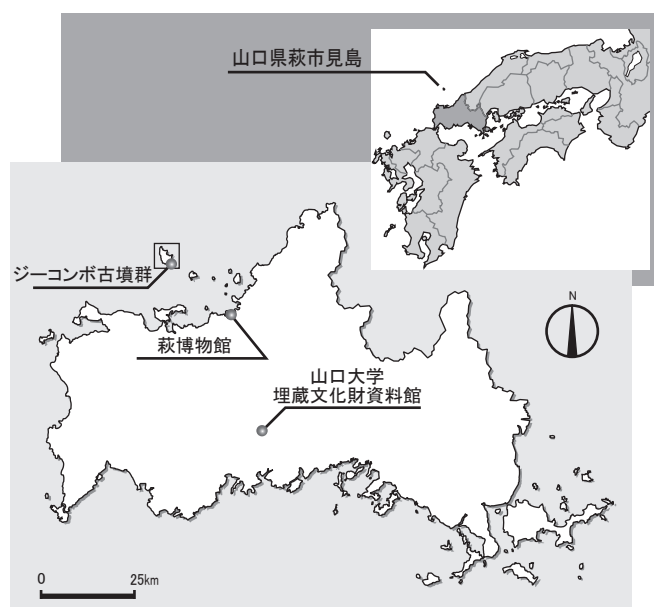 山口県萩市見島
ジーコンボ古墳群
N
萩博物館
山口大学
埋蔵文化財資料館
0 25km